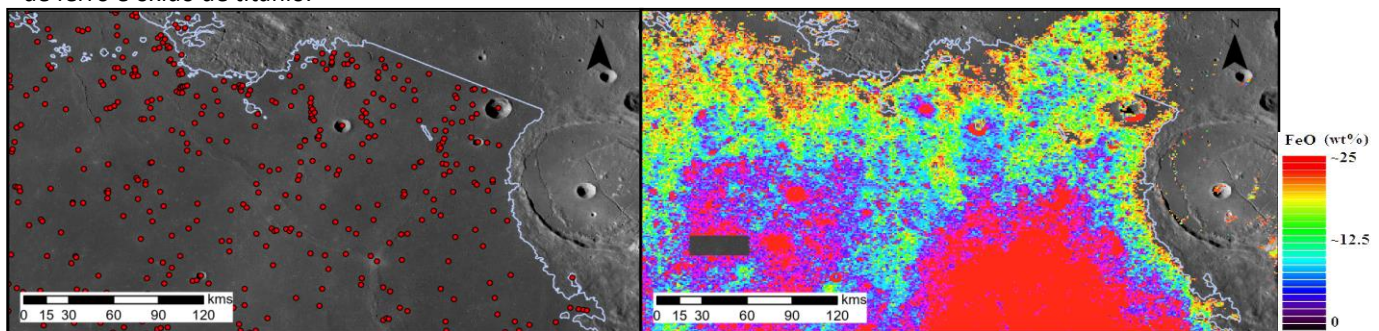 de ferro e óxido de titânio.
N
N
0 15 30 60 90 120 kms
0 15 30 60 90 120 kms
FeO (wt%)
~25
~12.5
0